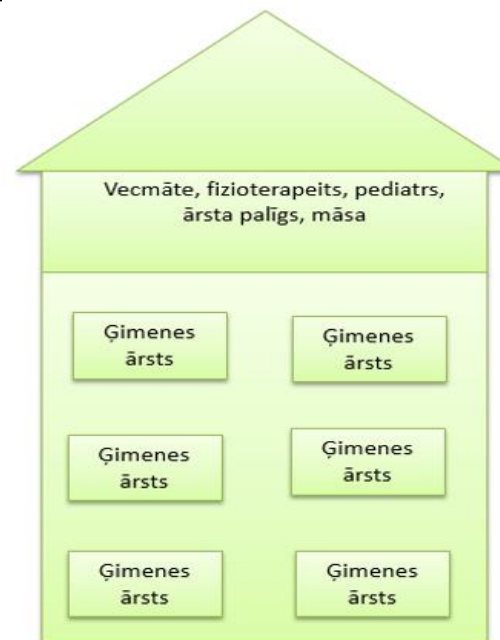 Vecmāte, fizioterapeits, pediatrs,
ārsta palīgs, māsa
Ģimenes
ārsts
Ģimenes
ārsts
Ģimenes
ārsts
Ģimenes
ārsts
Ģimenes
ārsts
Ģimenes
ārsts